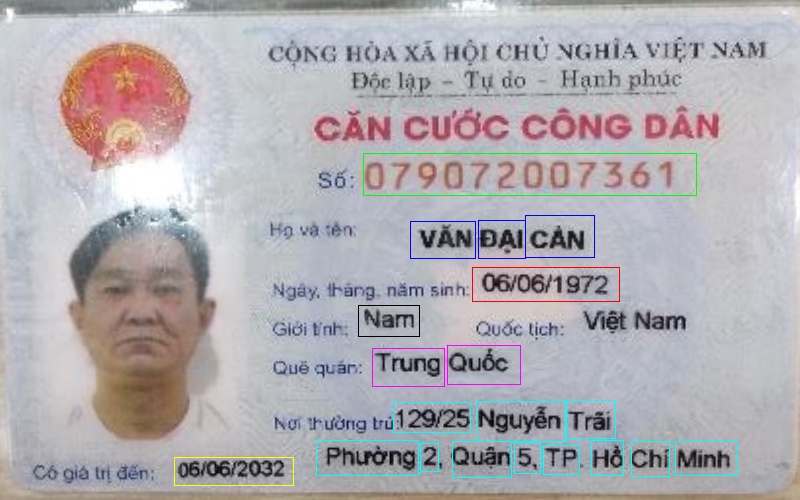 CỘNG HÒA XÃ HỘI CHỦ NGHĨA VIỆT NAM
Độc lập – Tự do – Hạnh phúc
CĂN CƯỚC CÔNG DÂN
Số: 079072007361
Họ và tên: VĂN ĐẠI CẢN
Ngày, tháng, năm sinh: 06/06/1972
Giới tính: Nam Quốc tịch: Việt Nam
Quê quán: Trung Quốc
Nơi thường trú: 129/25 Nguyễn Trãi
Phường 2, Quận 5, TP. Hồ Chí Minh
Có giá trị đến: 06/06/2032